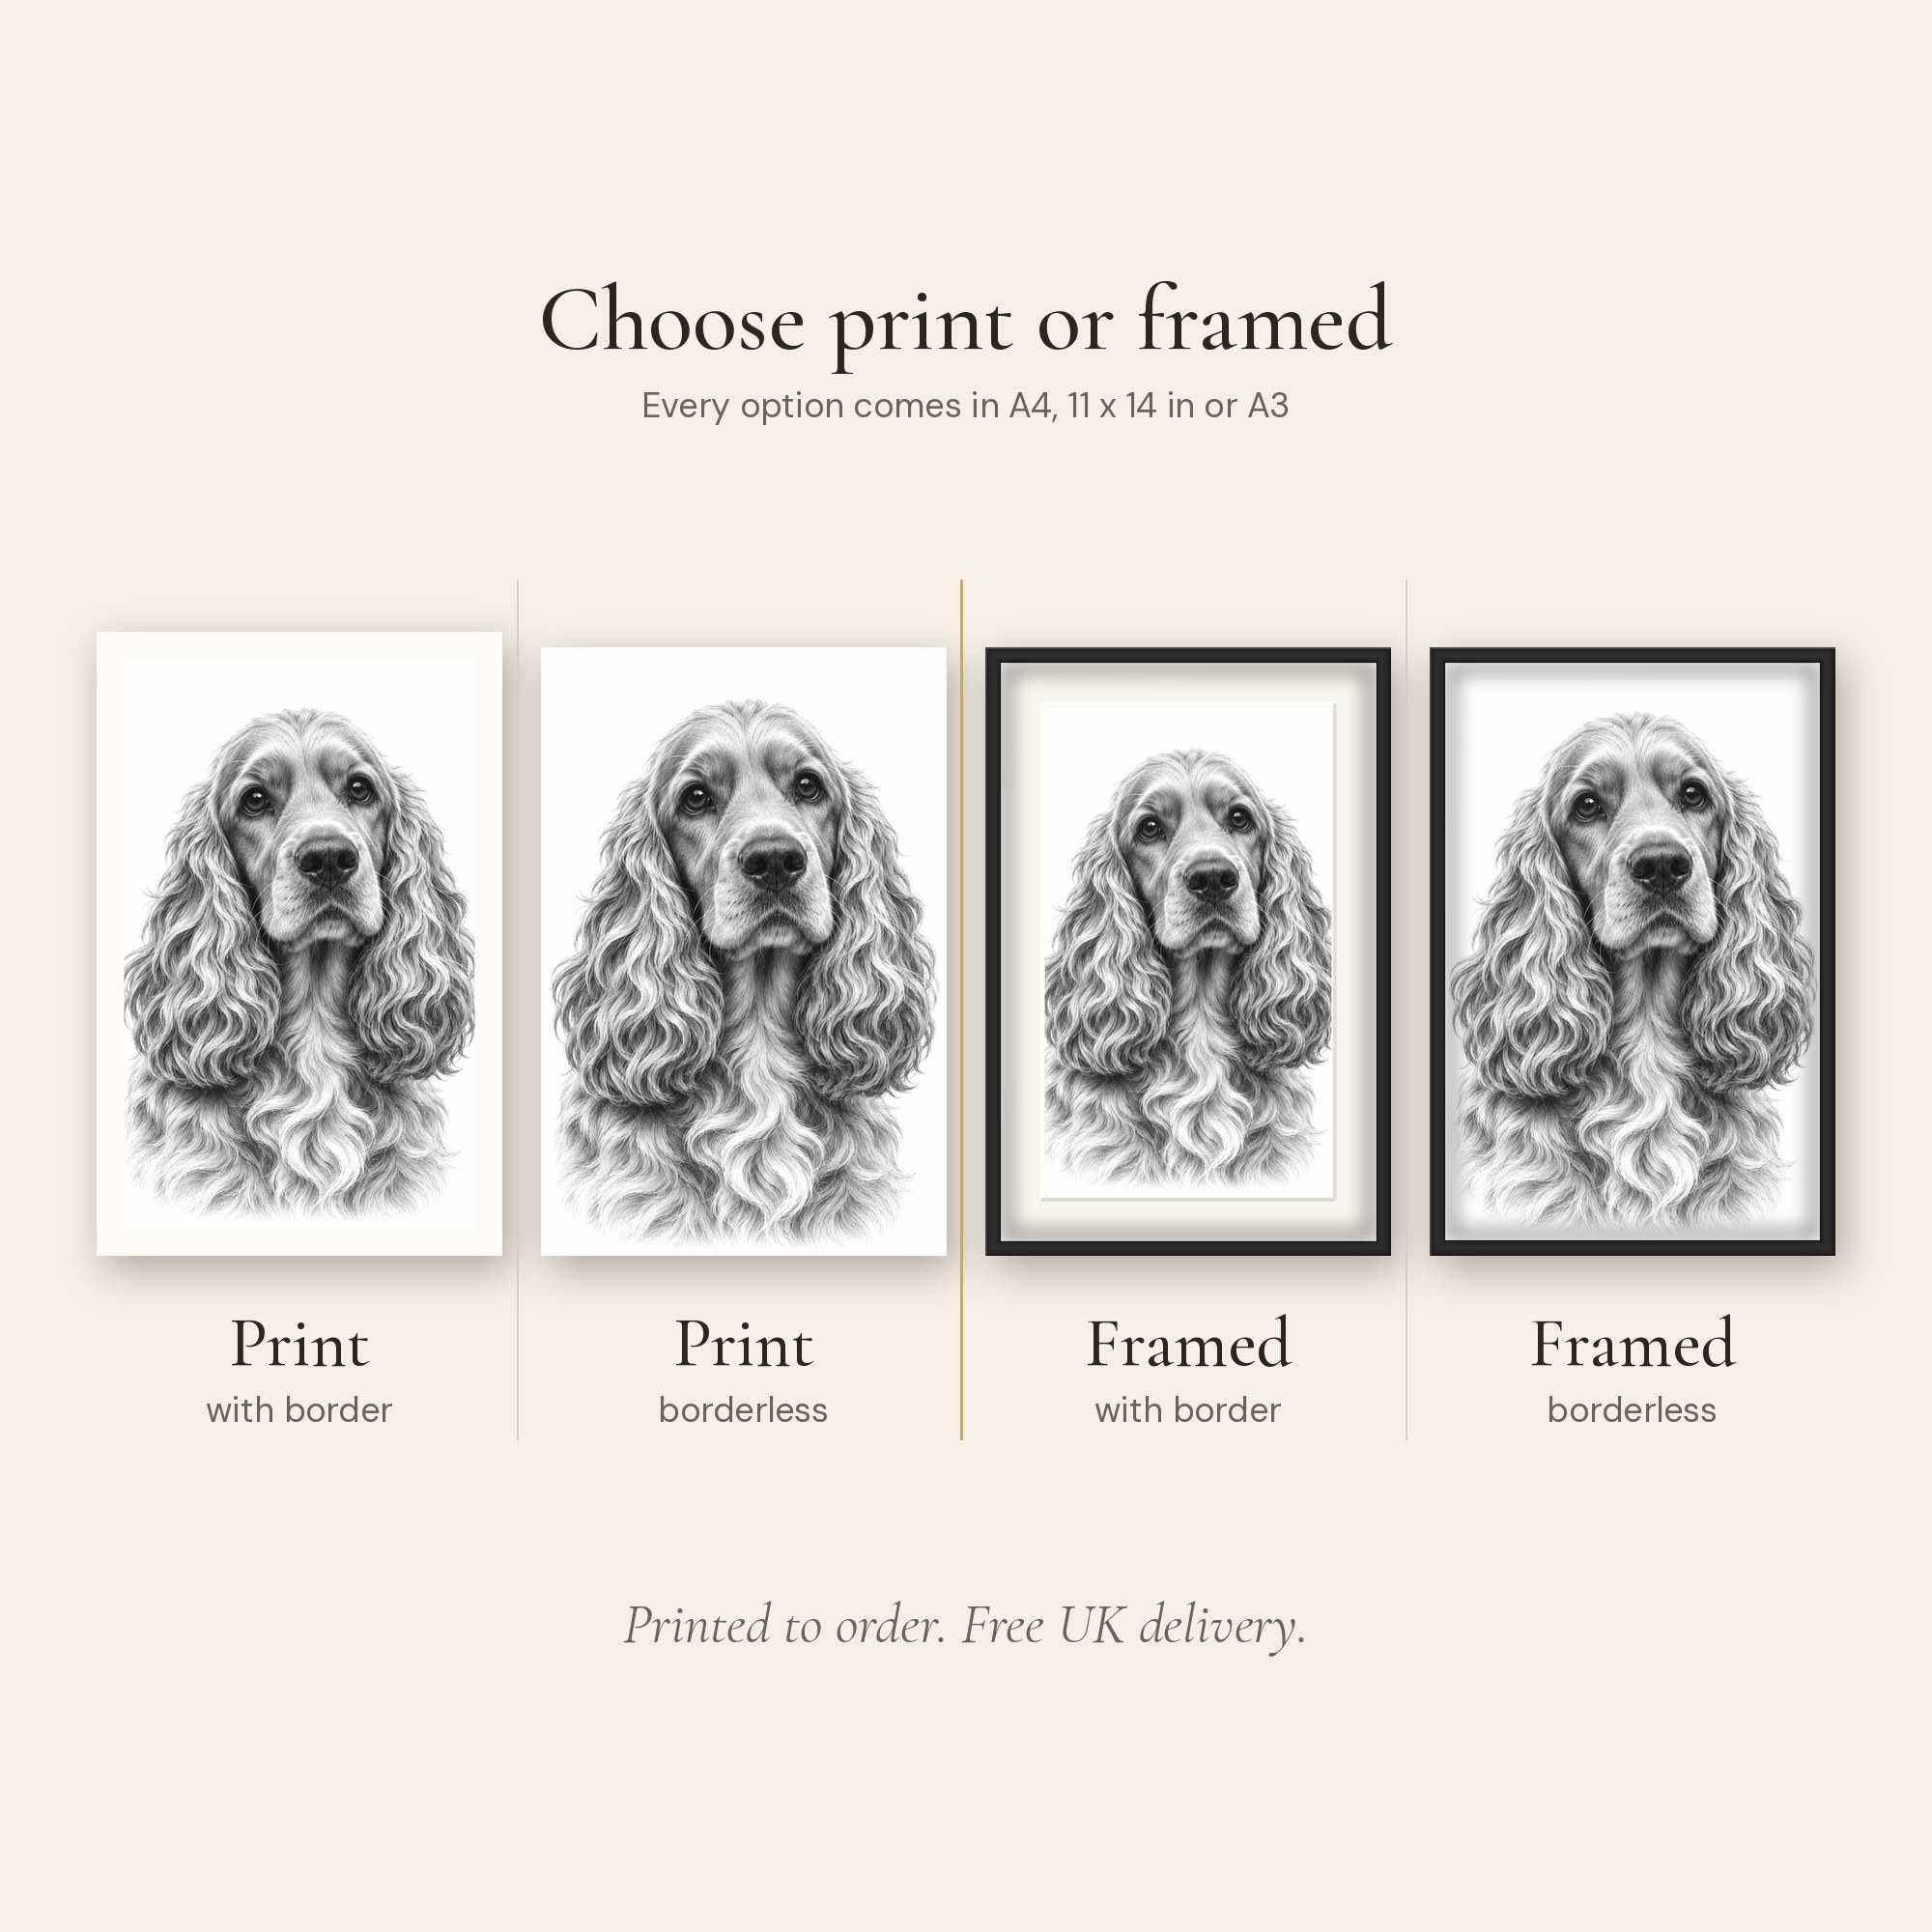 Choose print or framed
Every option comes in A4, 11 x 14 in or A3
Print
with border
Print
borderless
Framed
with border
Framed
borderless
Printed to order. Free UK delivery.